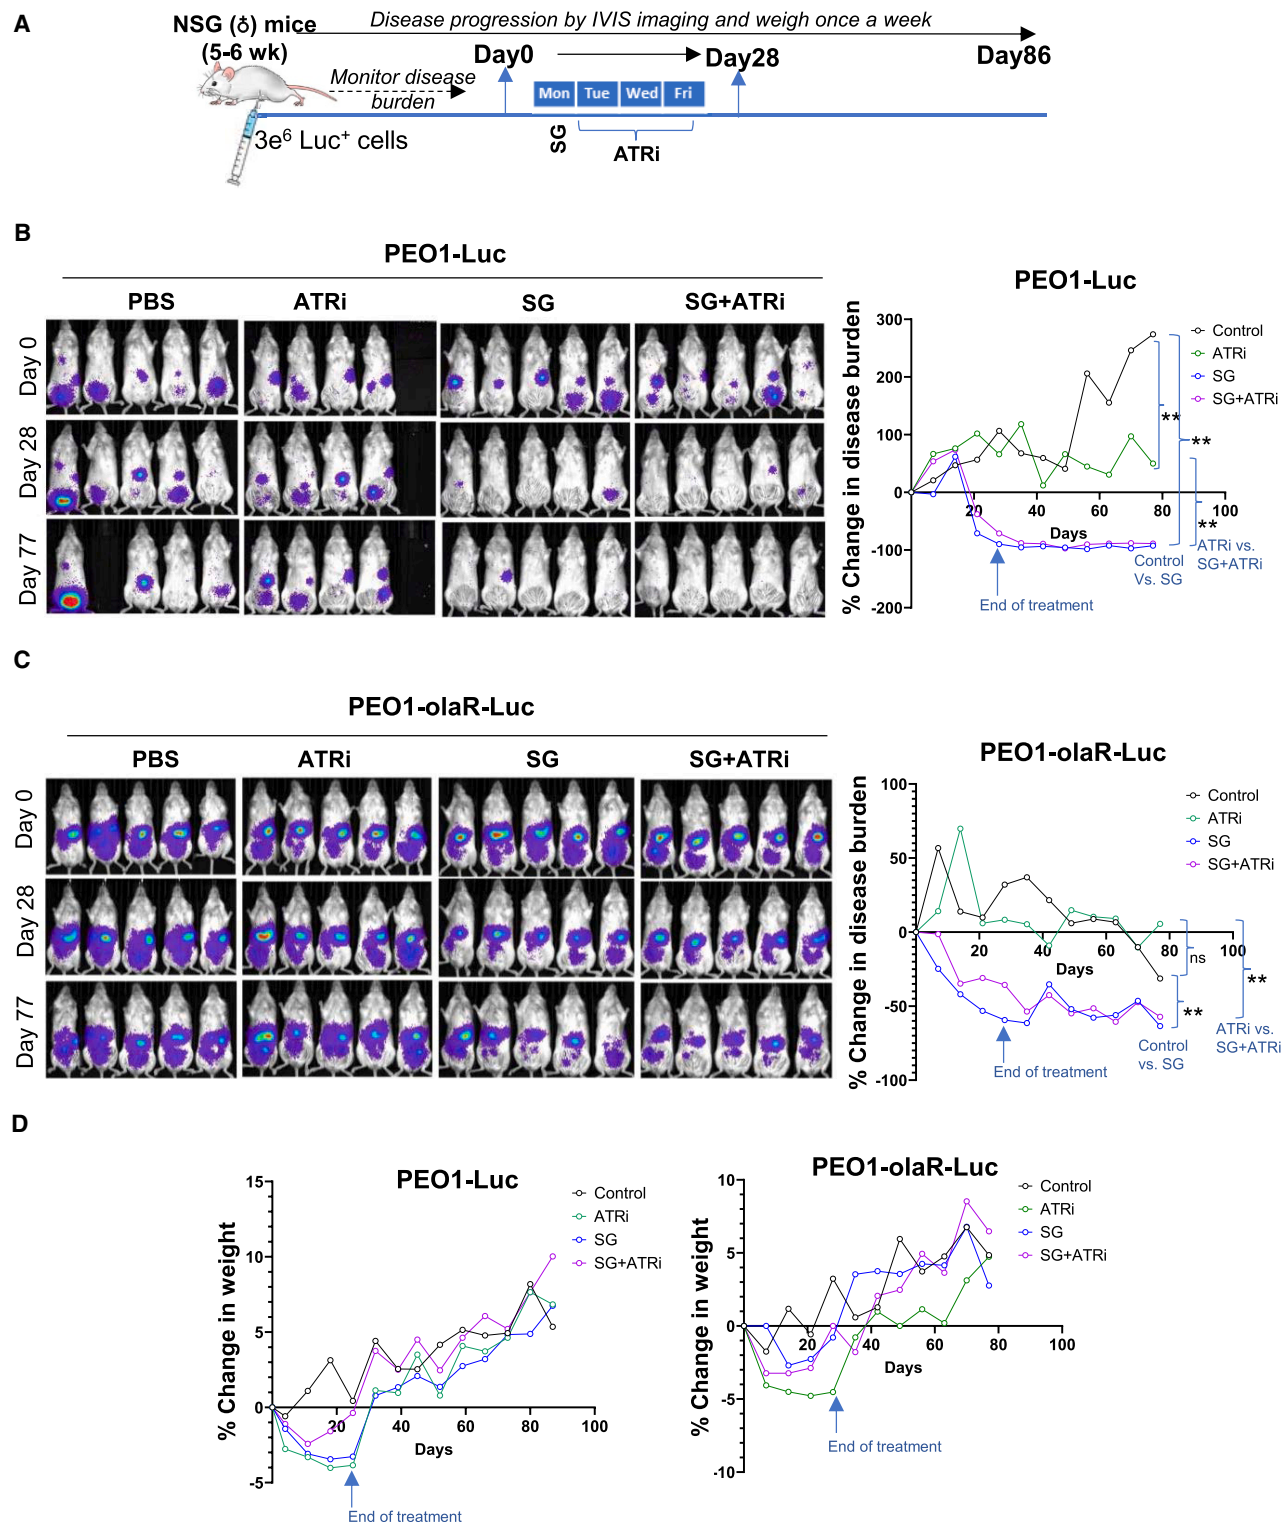 A
Disease progression by IVIS imaging and weigh once a week
NSG (♁) mice
(5-6 wk)
Day0
Day28
Day86
Monitor disease
burden
Mon Tue Wed Fri
SG
ATRi
3e⁶ Luc⁺ cells
B
PEO1-Luc
PBS ATRi SG SG+ATRi
Day 0
Day 28
Day 77
PEO1-Luc
% Change in disease burden
300
200
100
0
-100
-200
20 40 60 80 100
Days
Control
ATRi
SG
SG+ATRi
**
**
**
Control
Vs. SG
ATRi vs.
SG+ATRi
End of treatment
C
PEO1-olaR-Luc
PBS ATRi SG SG+ATRi
Day 0
Day 28
Day 77
PEO1-olaR-Luc
% Change in disease burden
100
50
0
-50
-100
20 40 60 80 100
Days
Control
ATRi
SG
SG+ATRi
ns
**
**
Control
vs. SG
ATRi vs.
SG+ATRi
End of treatment
D
PEO1-Luc
% Change in weight
15
10
5
0
-5
20 40 60 80 100
Days
Control
ATRi
SG
SG+ATRi
End of treatment
PEO1-olaR-Luc
% Change in weight
10
5
0
-5
-10
20 40 60 80 100
Days
Control
ATRi
SG
SG+ATRi
End of treatment